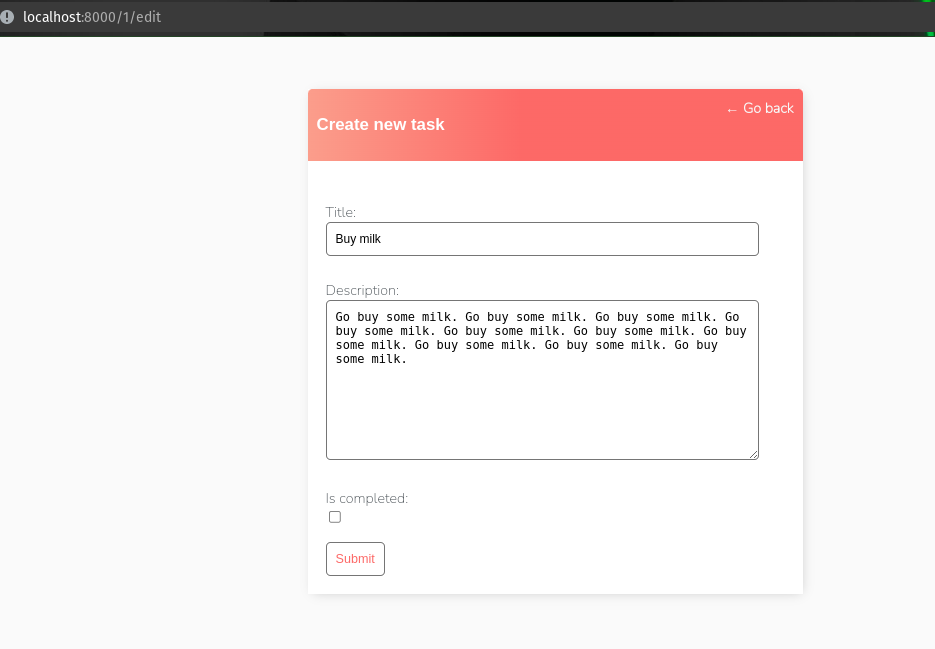 localhost:8000/1/edit
← Go back
Create new task
Title:
Buy milk
Description:
Go buy some milk. Go buy some milk. Go buy some milk. Go
buy some milk. Go buy some milk. Go buy some milk. Go buy
some milk. Go buy some milk. Go buy some milk. Go buy
some milk.
Is completed:
Submit